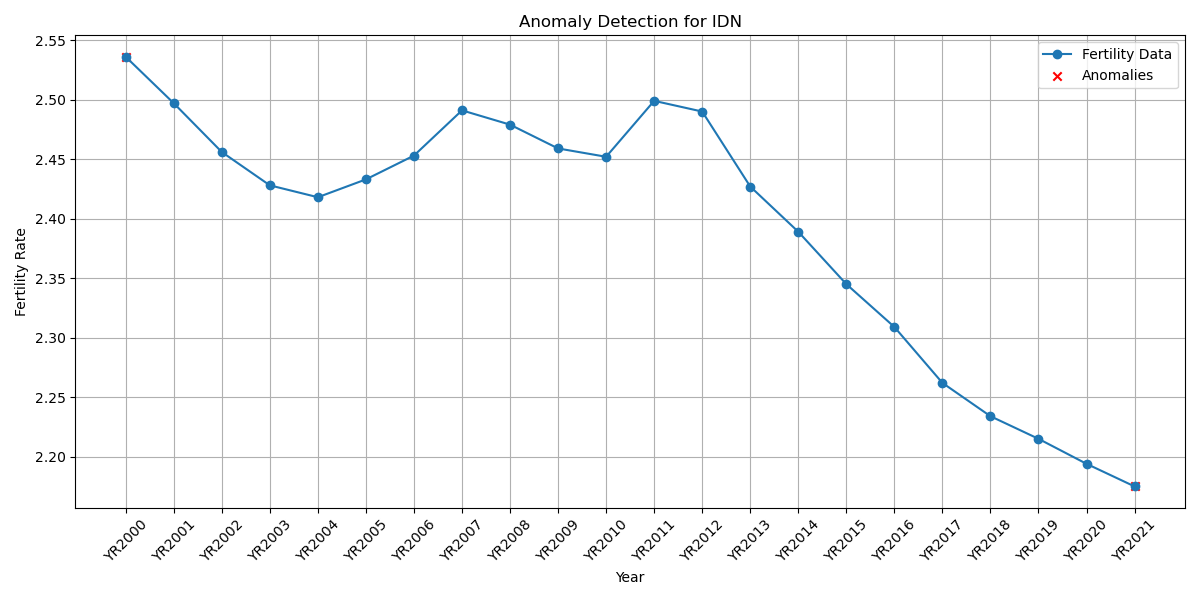 Anomaly Detection for IDN
Fertility Data
Anomalies
Fertility Rate
2.55
2.50
2.45
2.40
2.35
2.30
2.25
2.20
YR2000
YR2001
YR2002
YR2003
YR2004
YR2005
YR2006
YR2007
YR2008
YR2009
YR2010
YR2011
YR2012
YR2013
YR2014
YR2015
YR2016
YR2017
YR2018
YR2019
YR2020
YR2021
Year